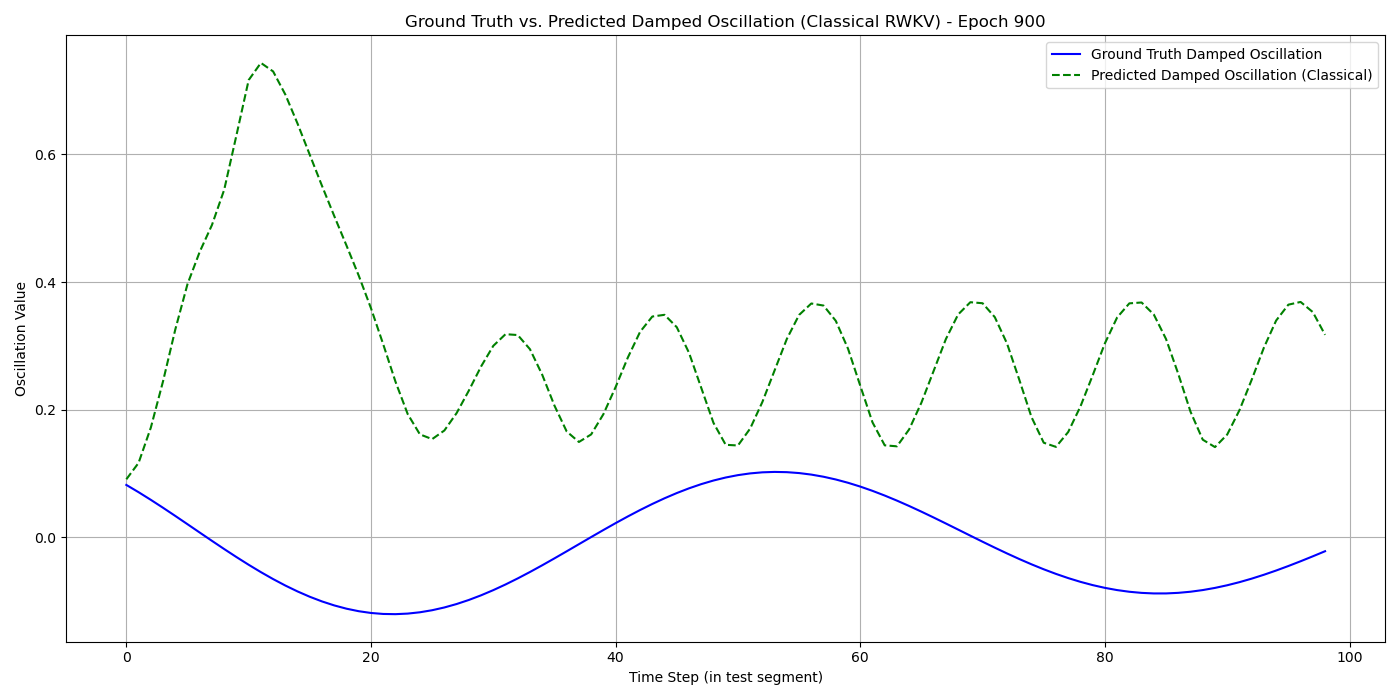 Ground Truth vs. Predicted Damped Oscillation (Classical RWKV) - Epoch 900
Ground Truth Damped Oscillation
Predicted Damped Oscillation (Classical)
Oscillation Value
0.6
0.4
0.2
0.0
0 20 40 60 80 100
Time Step (in test segment)